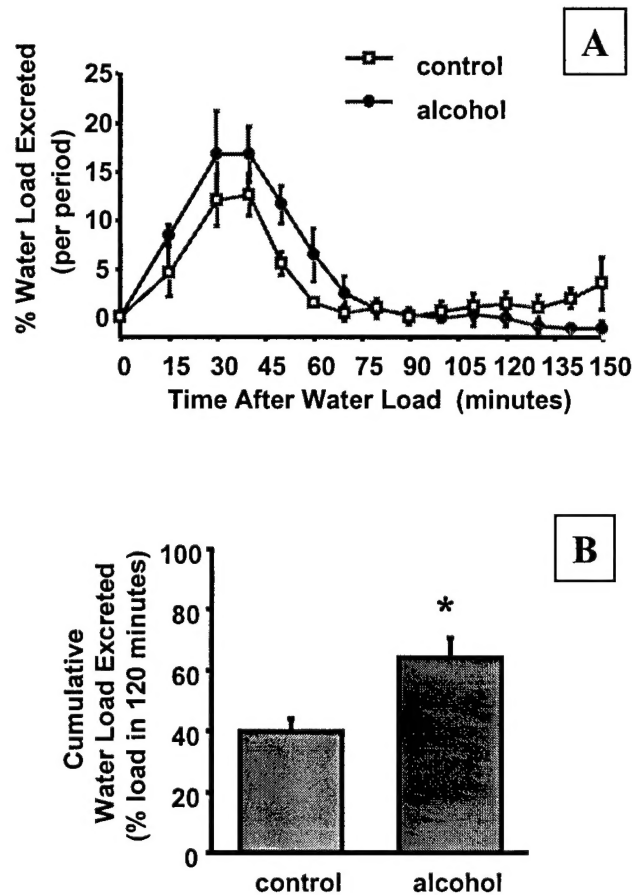 A
control
alcohol
% Water Load Excreted
(per period)
25
20
15
10
5
0
0 15 30 45 60 75 90 105 120 135 150
Time After Water Load (minutes)
B
Cumulative
Water Load Excreted
(% load in 120 minutes)
100
80
60
40
20
0
*
control alcohol